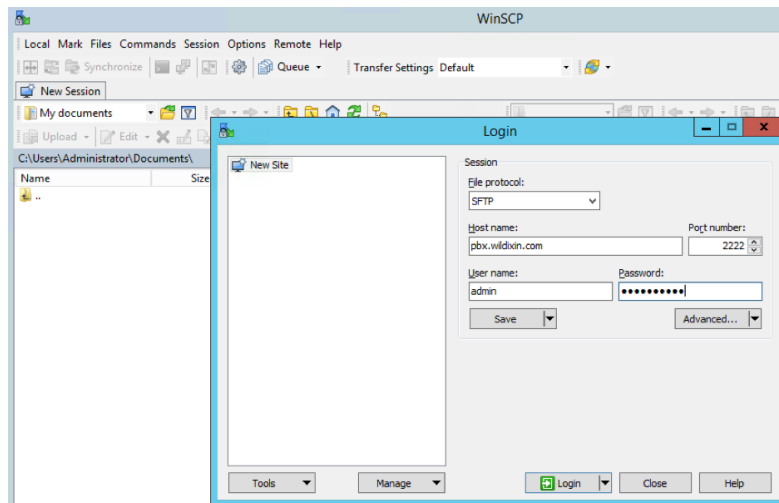 WinSCP
Local Mark Files Commands Session Options Remote Help
Synchronize Queue Transfer Settings Default
New Session
My documents
Upload Edit
C:\Users\Administrator\Documents\
Name Size
..
Login
New Site
Session
File protocol:
SFTP
Host name: Port number:
pbx.wildixin.com 2222
User name: Password:
admin ••••••••••
Save Advanced...
Tools Manage Login Close Help